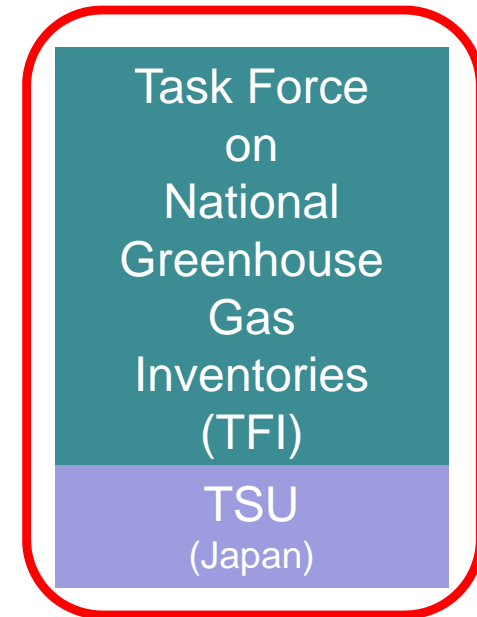 Task Force
on
National
Greenhouse
Gas
Inventories
(TFI)
TSU
(Japan)